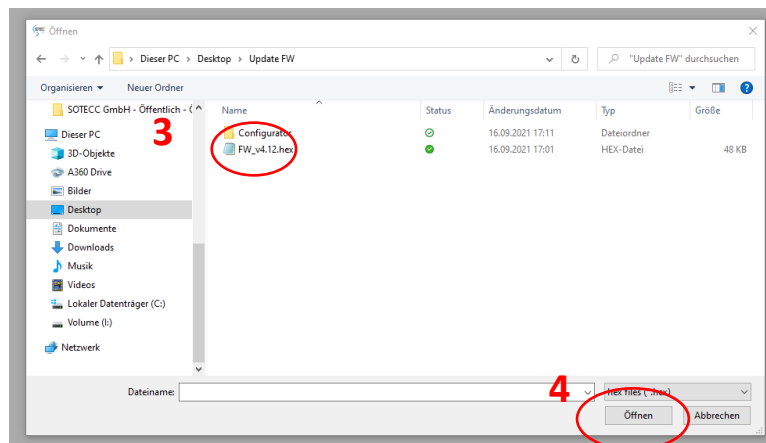 Öffnen
Dieser PC > Desktop > Update FW
"Update FW" durchsuchen
Organisieren
Neuer Ordner
SOTECC GmbH - Öffentlich - (
3
Name Status Änderungsdatum Typ Größe
Configurator 16.09.2021 17:11 Dateiordner
FW_v4.12.hex 16.09.2021 17:01 HEX-Datei 48 KB
Dieser PC
3D-Objekte
A360 Drive
Bilder
Desktop
Dokumente
Downloads
Musik
Videos
Lokaler Datenträger (C:)
Volume (I:)
Netzwerk
Dateiname:
4
hex files (*.hex)
Öffnen
Abbrechen